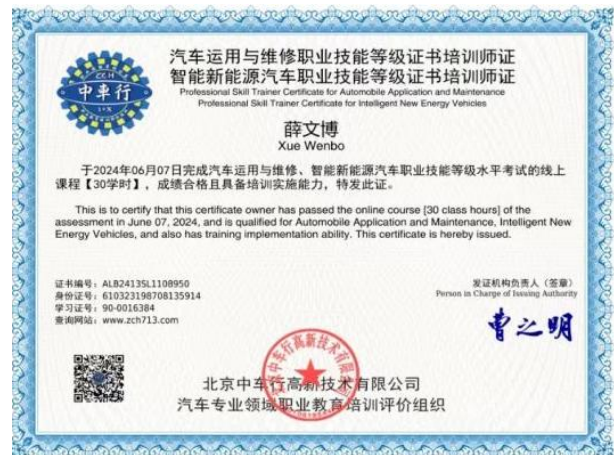 CCH
中车行
1+X
汽车运用与维修职业技能等级证书培训师证
智能新能源汽车职业技能等级证书培训师证
Professional Skill Trainer Certificate for Automobile Application and Maintenance
Professional Skill Trainer Certificate for Intelligent New Energy Vehicles
薛文博
Xue Wenbo
于2024年06月07日完成汽车运用与维修、智能新能源汽车职业技能等级水平考试的线上
课程【30学时】，成绩合格且具备培训实施能力，特发此证。
This is to certify that this certificate owner has passed the online course [30 class hours] of the
assessment in June 07, 2024, and is qualified for Automobile Application and Maintenance, Intelligent New
Energy Vehicles, and also has training implementation ability. This certificate is hereby issued.
证书编号：ALB2413SL1108950
身份证号：610323198708135914
学习证号：90-0016384
查询网站：www.zch713.com
发证机构负责人（签章）
Person in Charge of Issuing Authority
曹之明
北京中车行高新技术有限公司
汽车专业领域职业教育培训评价组织